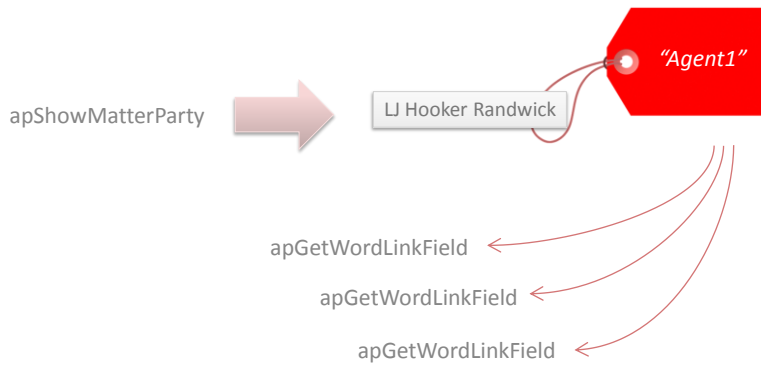 “Agent1”
apShowMatterParty
LJ Hooker Randwick
apGetWordLinkField
apGetWordLinkField
apGetWordLinkField